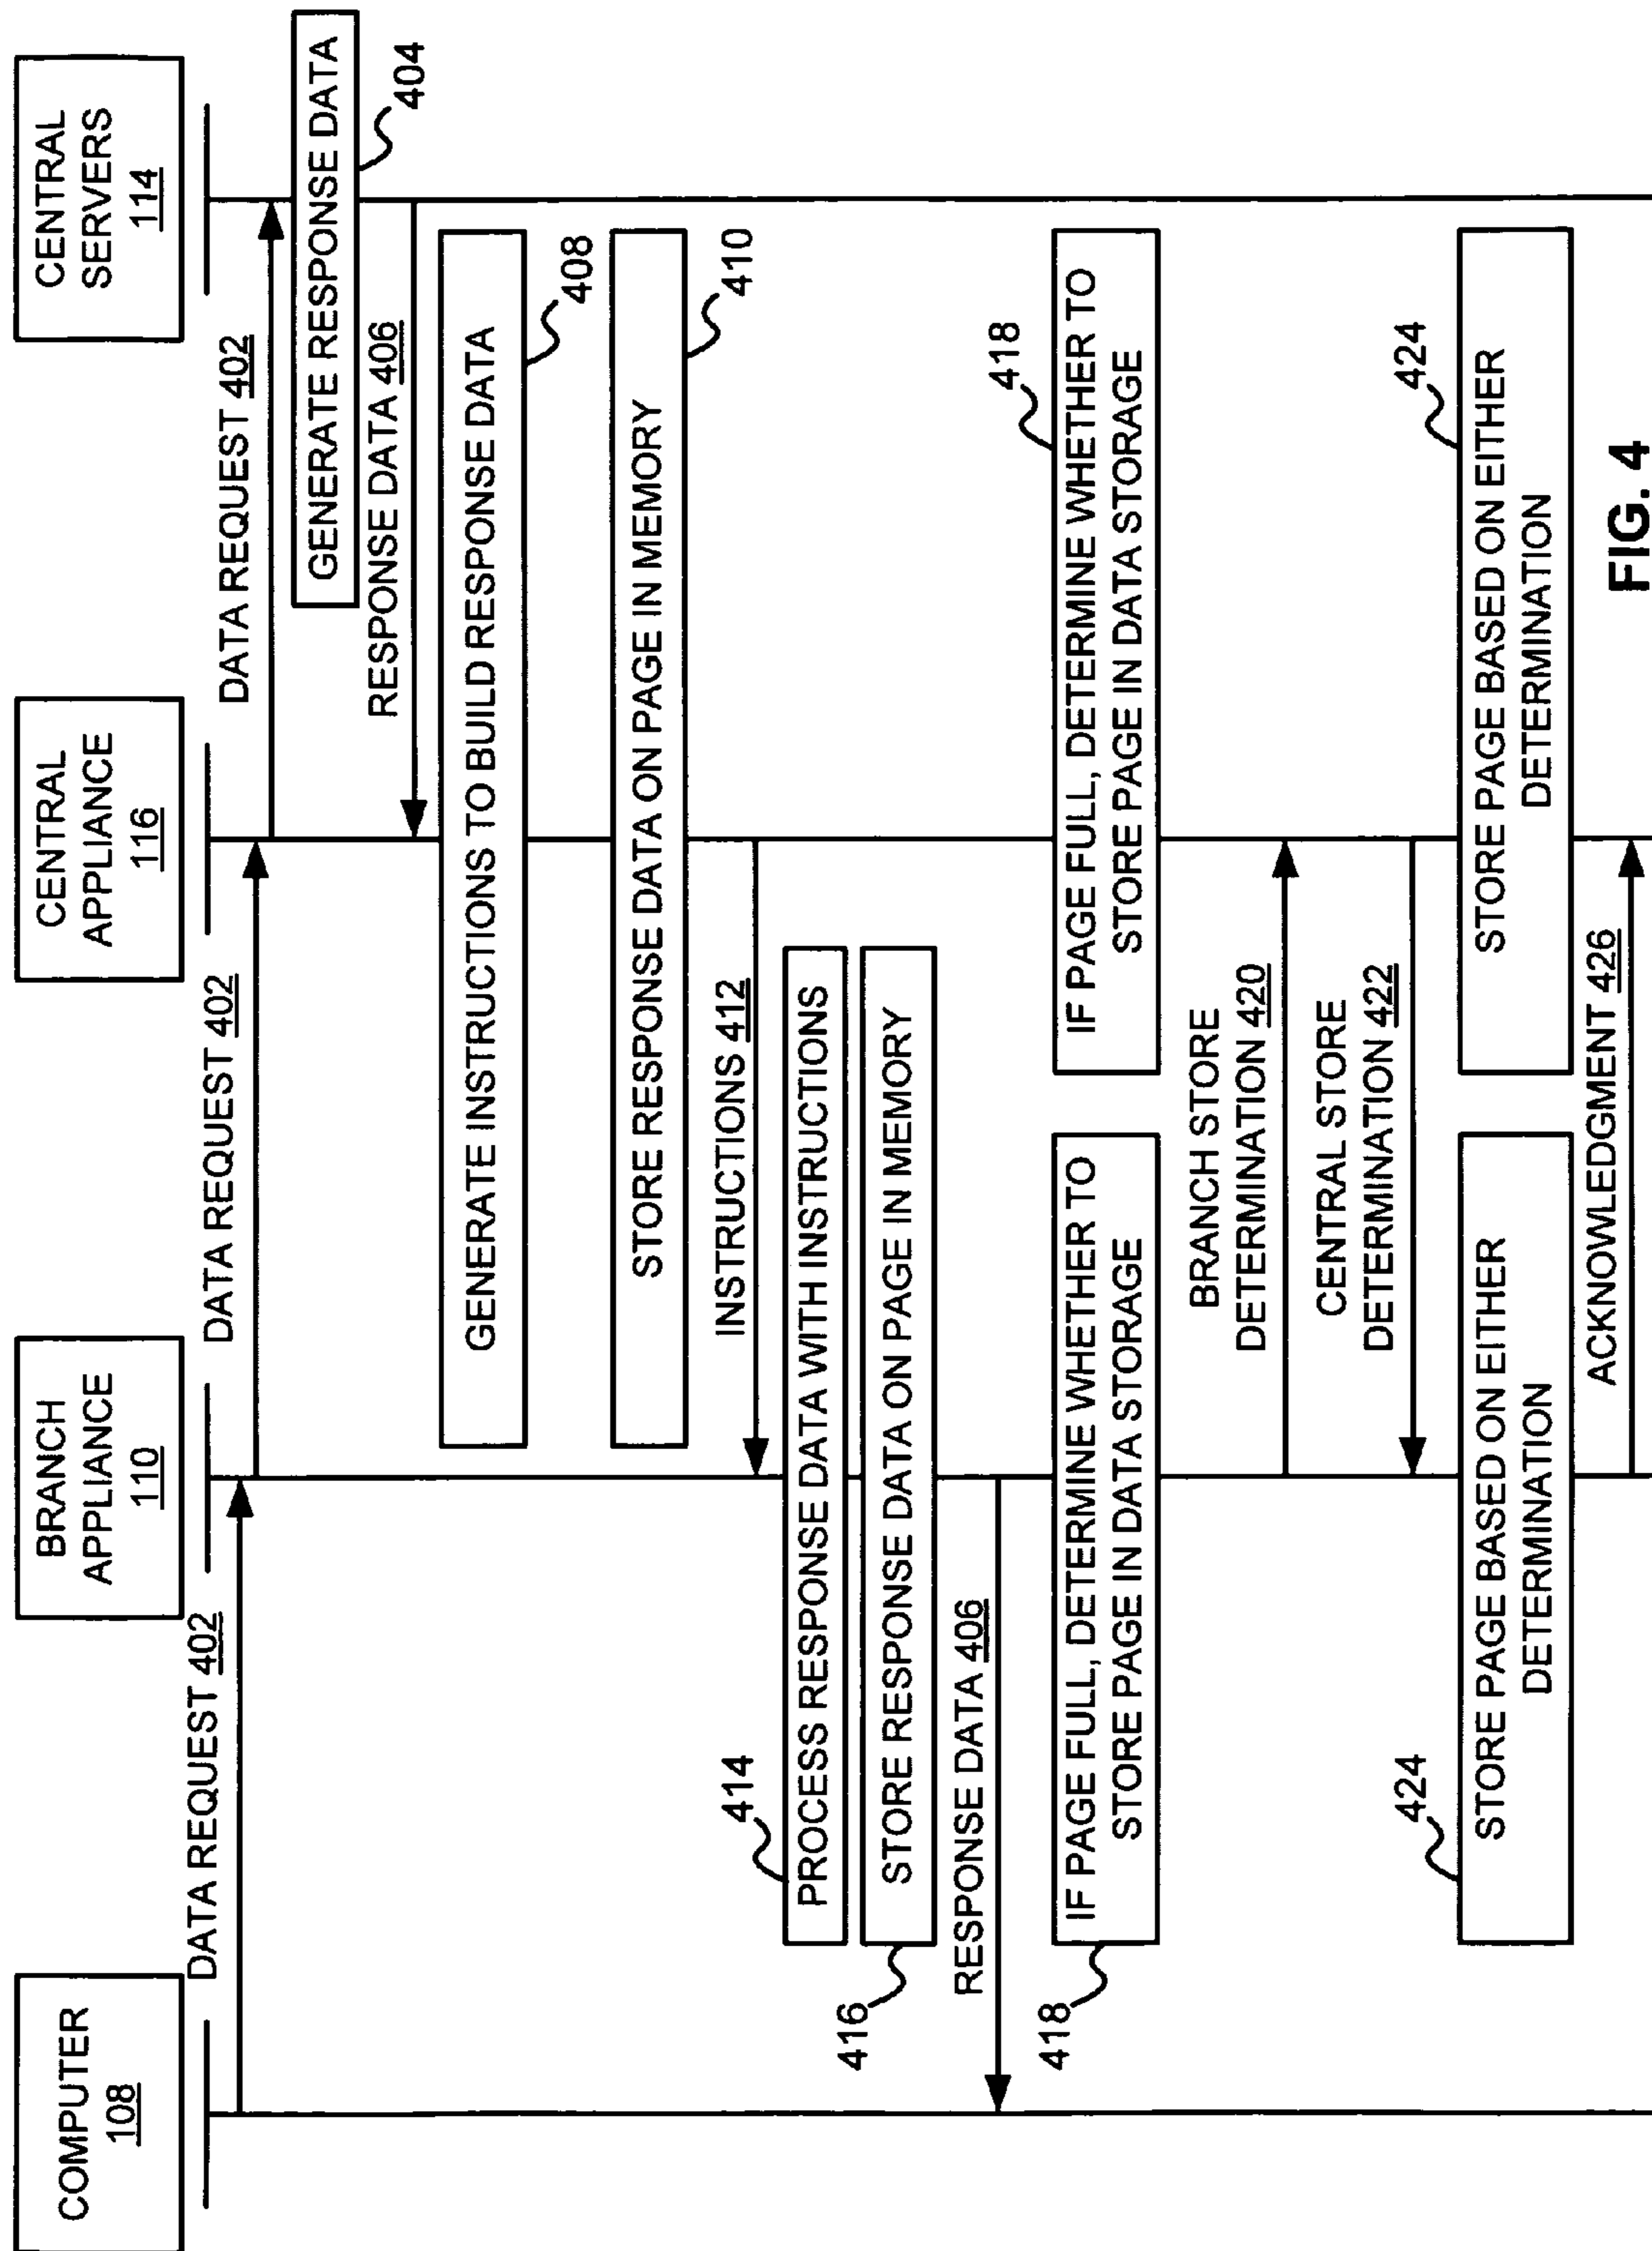 COMPUTER
108
BRANCH
APPLIANCE
110
CENTRAL
APPLIANCE
116
CENTRAL
SERVERS
114
DATA REQUEST 402
DATA REQUEST 402
DATA REQUEST 402
GENERATE RESPONSE DATA
404
RESPONSE DATA 406
GENERATE INSTRUCTIONS TO BUILD RESPONSE DATA
408
STORE RESPONSE DATA ON PAGE IN MEMORY
410
INSTRUCTIONS 412
414
PROCESS RESPONSE DATA WITH INSTRUCTIONS
STORE RESPONSE DATA ON PAGE IN MEMORY
416
RESPONSE DATA 406
418
IF PAGE FULL, DETERMINE WHETHER TO
STORE PAGE IN DATA STORAGE
418
IF PAGE FULL, DETERMINE WHETHER TO
STORE PAGE IN DATA STORAGE
BRANCH STORE
DETERMINATION 420
CENTRAL STORE
DETERMINATION 422
424
STORE PAGE BASED ON EITHER
DETERMINATION
424
STORE PAGE BASED ON EITHER
DETERMINATION
ACKNOWLEDGMENT 426
FIG. 4